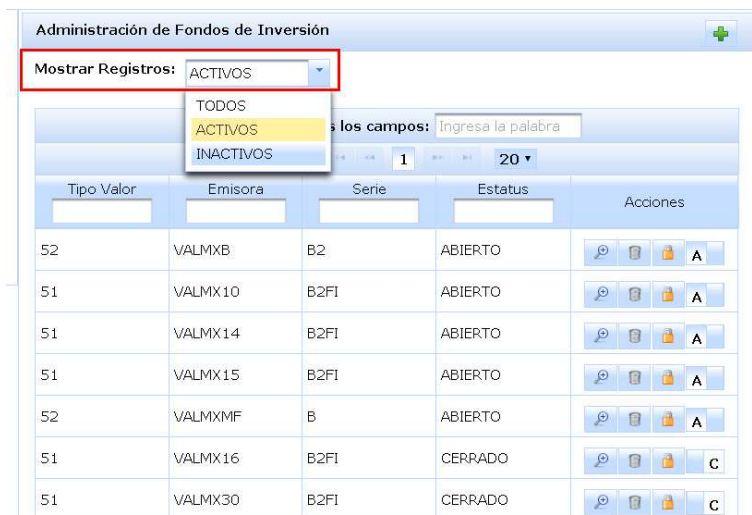 Administración de Fondos de Inversión
Mostrar Registros: ACTIVOS
TODOS
ACTIVOS
INACTIVOS
los campos: Ingresa la palabra
1 20
Tipo Valor Emisora Serie Estatus Acciones
52 VALMXB B2 ABIERTO A
51 VALMX10 B2FI ABIERTO A
51 VALMX14 B2FI ABIERTO A
51 VALMX15 B2FI ABIERTO A
52 VALMXMF B ABIERTO A
51 VALMX16 B2FI CERRADO C
51 VALMX30 B2FI CERRADO C